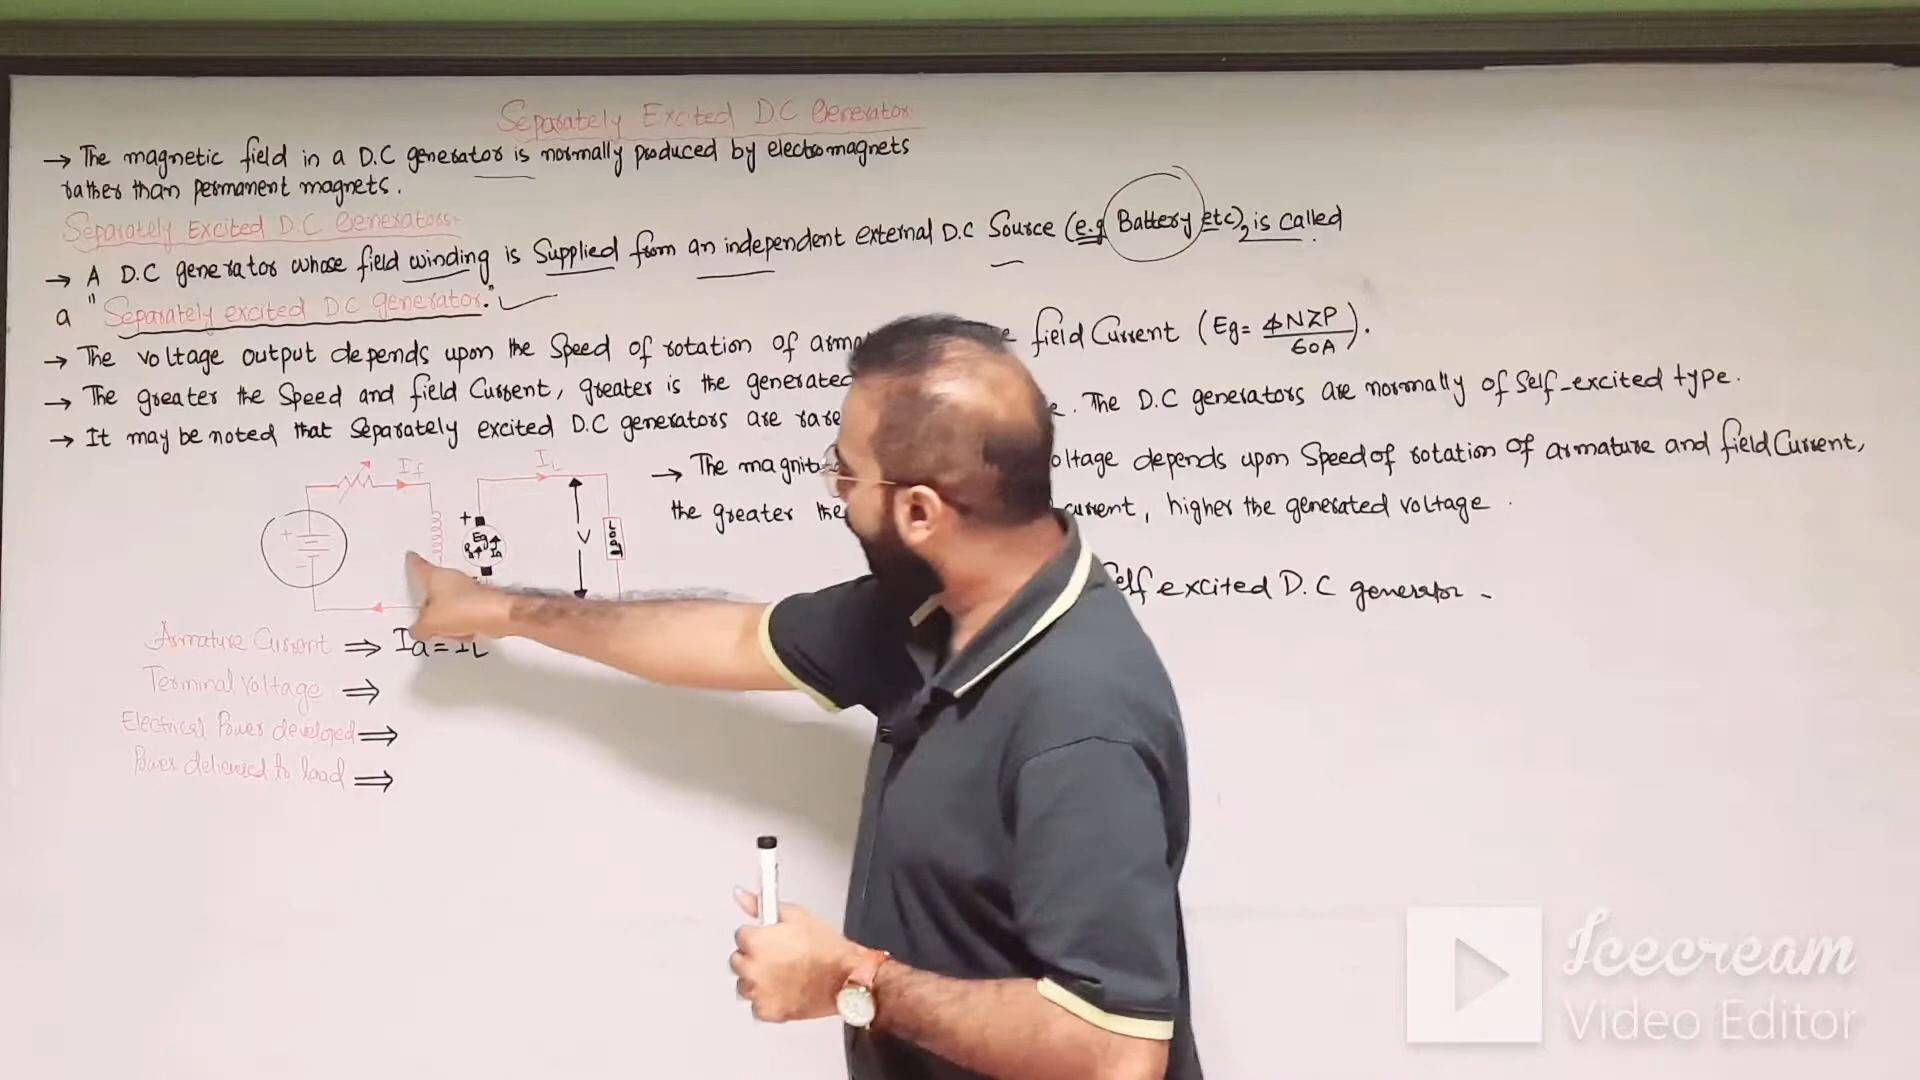 Separately Excited D.C Generator
→ The magnetic field in a D.C generator is normally produced by electromagnets
rather than permanent magnets.
Separately Excited D.C Generators-
→ A D.C generator whose field winding is Supplied from an independent external D.C Source (e.g Battery etc), is called
a "Separately excited D.C generator."
→ The voltage output depends upon the Speed of rotation of field Current (Eg= ΦNZP/60A).
→ The greater the Speed and field Current, greater is the generated The D.C generators are normally of Self-excited type.
→ It may be noted that Separately excited D.C generators are
→ The depends upon Speed of rotation of armature and field Current,
the greater the current, higher the generated voltage.
If
IL
+
Eg
Ia
V
Load
+
-
excited D.C generator -
Armature Current ⇒ Ia = IL
Terminal Voltage ⇒
Electrical Power developed ⇒
Power delivered to load ⇒
Icecream
Video Editor